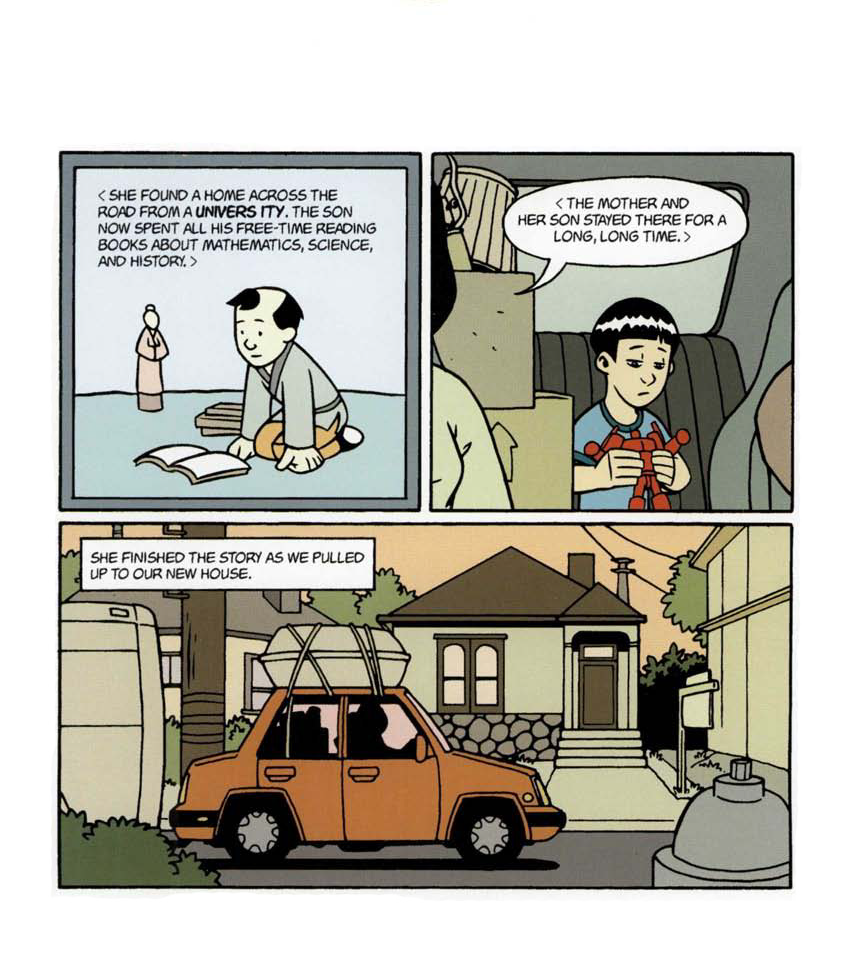 < SHE FOUND A HOME ACROSS THE
ROAD FROM A UNIVERS ITY. THE SON
NOW SPENT ALL HIS FREE-TIME READING
BOOKS ABOUT MATHEMATICS, SCIENCE,
AND HISTORY. >
< THE MOTHER AND
HER SON STAYED THERE FOR A
LONG, LONG TIME. >
SHE FINISHED THE STORY AS WE PULLED
UP TO OUR NEW HOUSE.